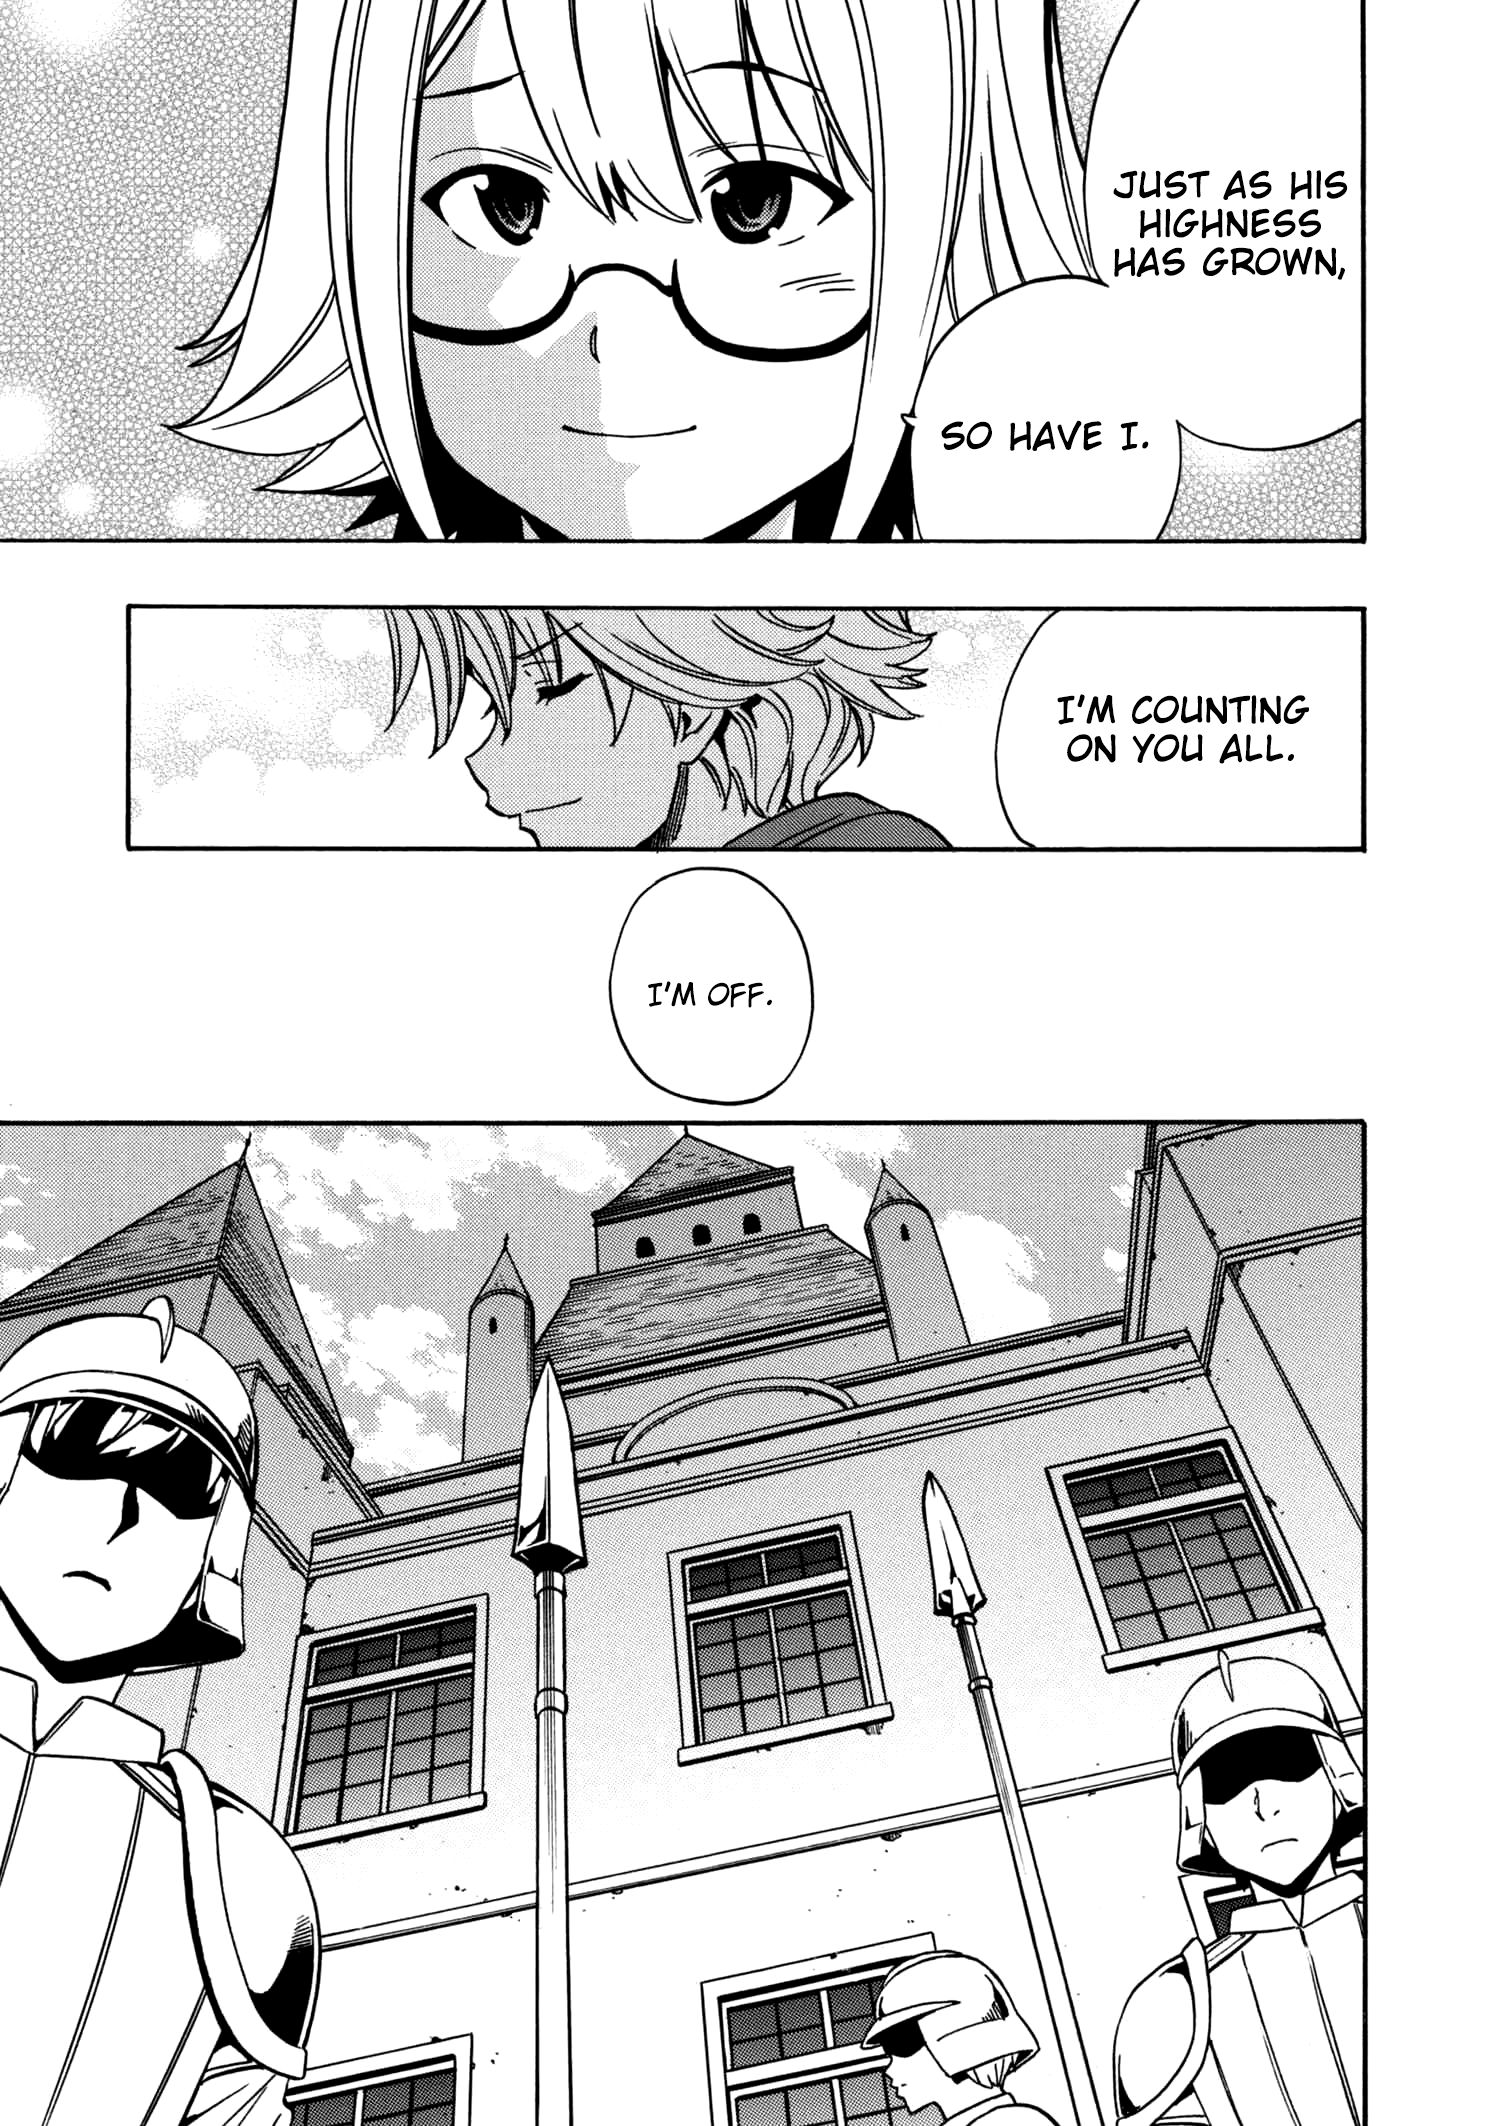 JUST AS HIS
HIGHNESS
HAS GROWN,
SO HAVE I.
I'M COUNTING
ON YOU ALL.
I'M OFF.